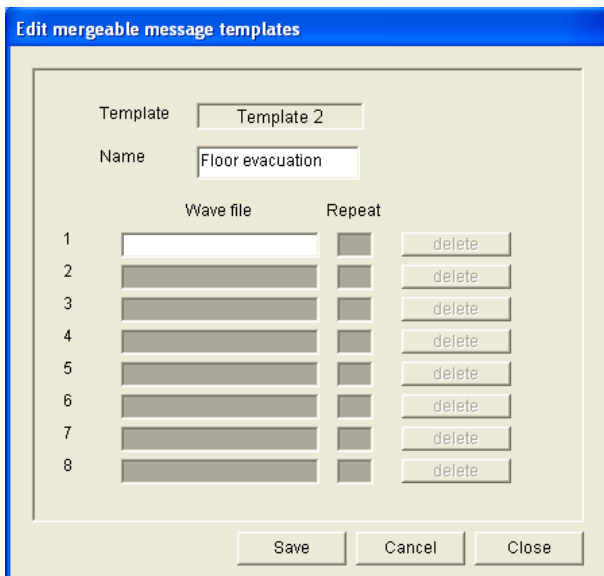 Edit mergeable message templates
Template Template 2
Name Floor evacuation
Wave file Repeat
1 delete
2 delete
3 delete
4 delete
5 delete
6 delete
7 delete
8 delete
Save Cancel Close